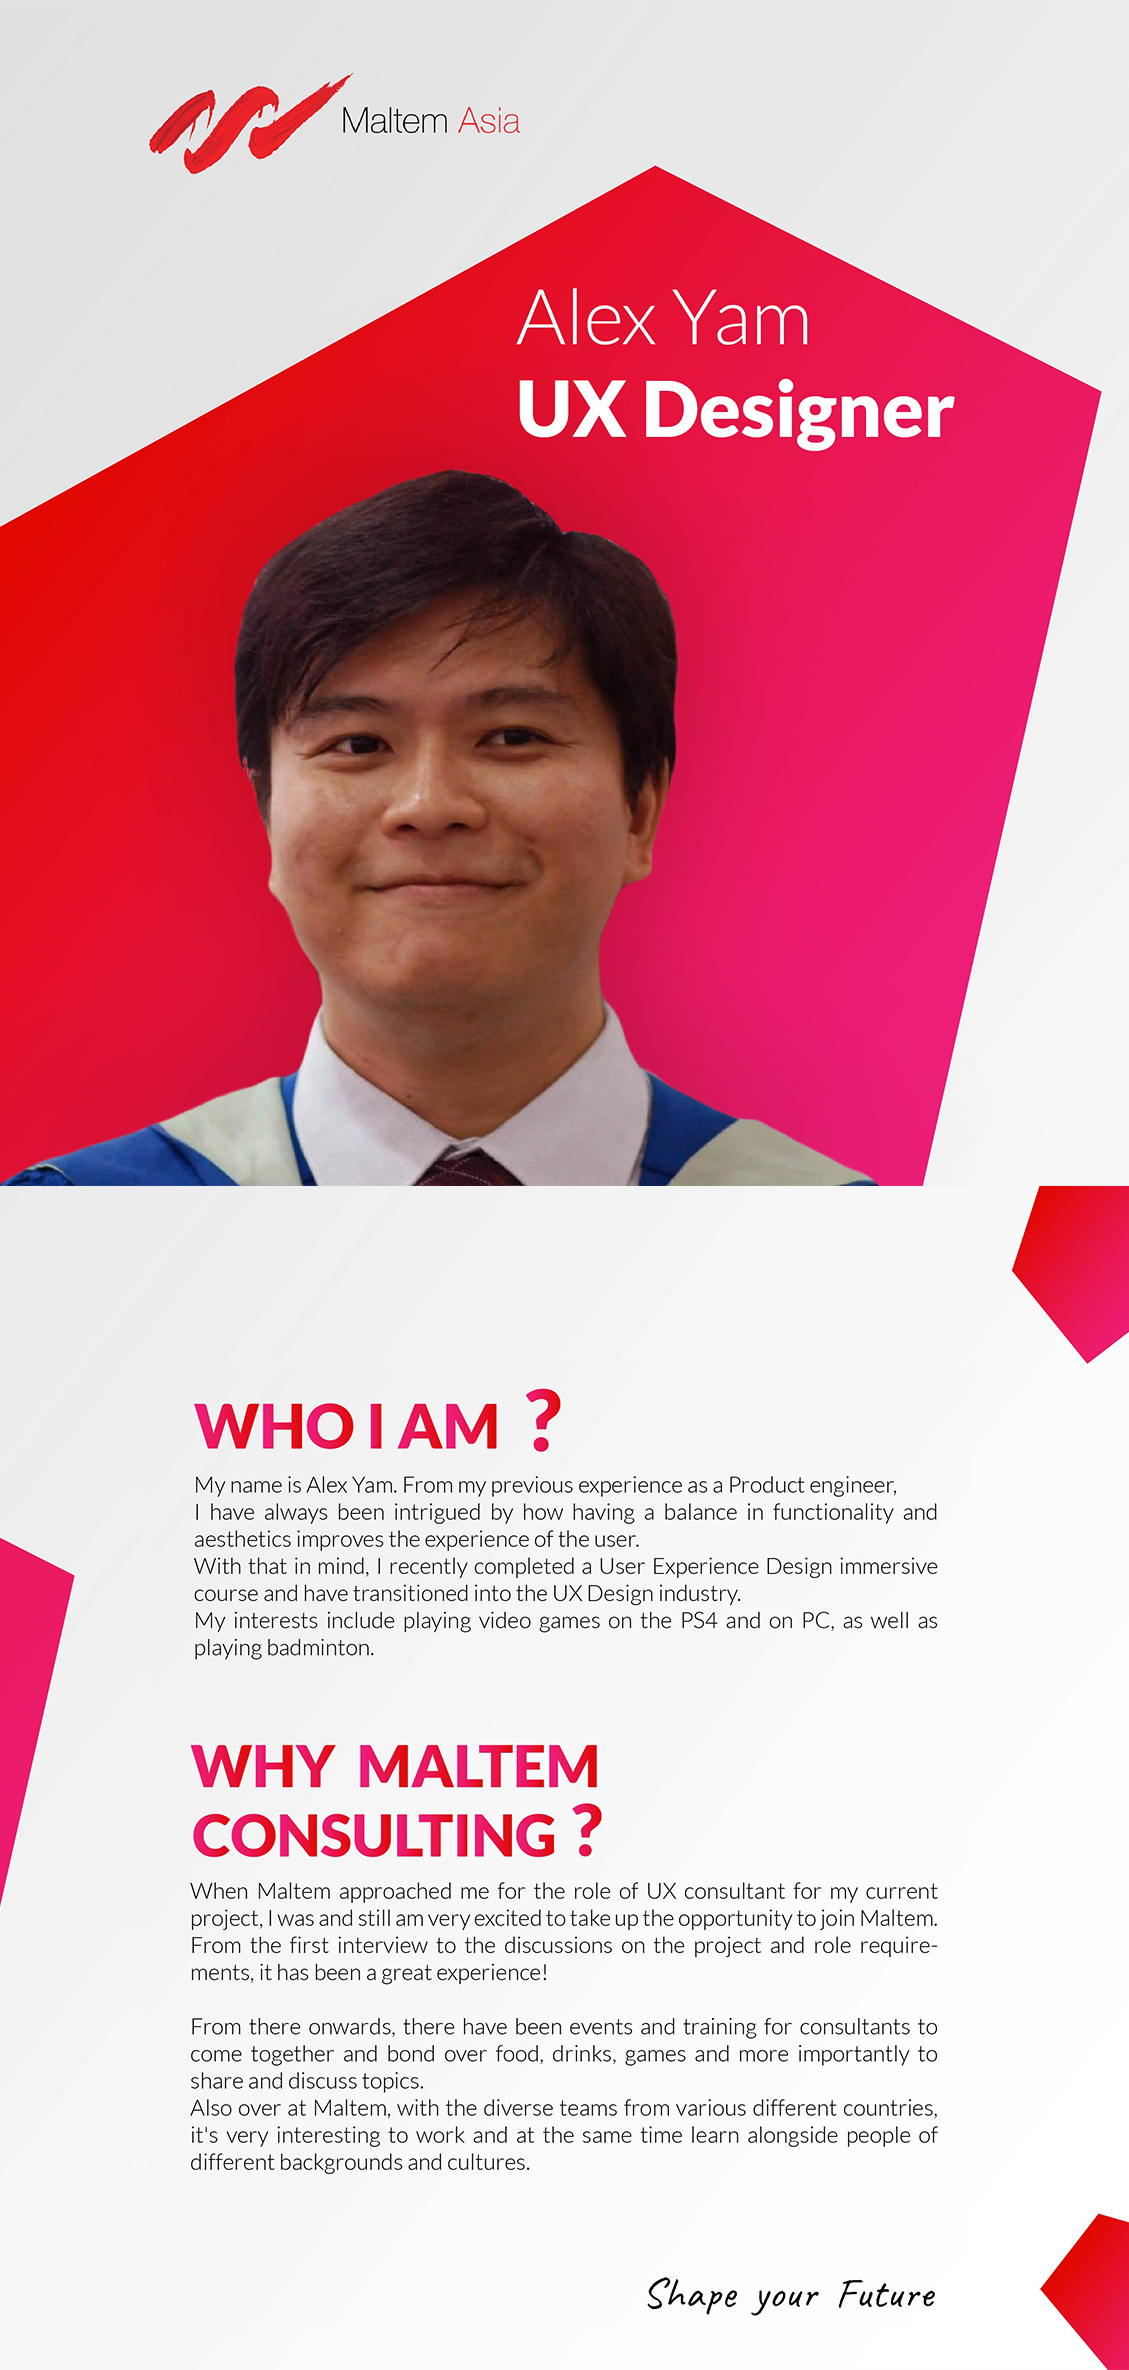 Maltem Asia
Alex Yam
UX Designer
WHO I AM ?
My name is Alex Yam. From my previous experience as a Product engineer,
I have always been intrigued by how having a balance in functionality and
aesthetics improves the experience of the user.
With that in mind, I recently completed a User Experience Design immersive
course and have transitioned into the UX Design industry.
My interests include playing video games on the PS4 and on PC, as well as
playing badminton.
WHY MALTEM
CONSULTING ?
When Maltem approached me for the role of UX consultant for my current
project, I was and still am very excited to take up the opportunity to join Maltem.
From the first interview to the discussions on the project and role require-
ments, it has been a great experience!
From there onwards, there have been events and training for consultants to
come together and bond over food, drinks, games and more importantly to
share and discuss topics.
Also over at Maltem, with the diverse teams from various different countries,
it's very interesting to work and at the same time learn alongside people of
different backgrounds and cultures.
Shape your Future